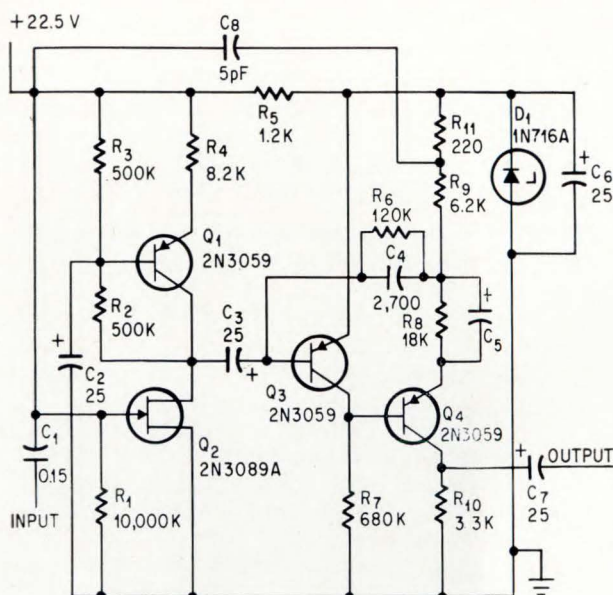 +22.5 V
C8
5pF
R5
1.2K
R3
500K
R4
8.2K
R11
220
D1
1N716A
R9
6.2K
C6
25
+
R6
120K
Q1
2N3059
C4
2,700
R2
500K
+
C3
25
+
R8
18K
+
C5
C2
25
Q3
2N3059
Q4
2N3059
C1
0.15
Q2
2N3089A
+
OUTPUT
C7
25
INPUT
R1
10,000K
R7
680K
R10
3.3K